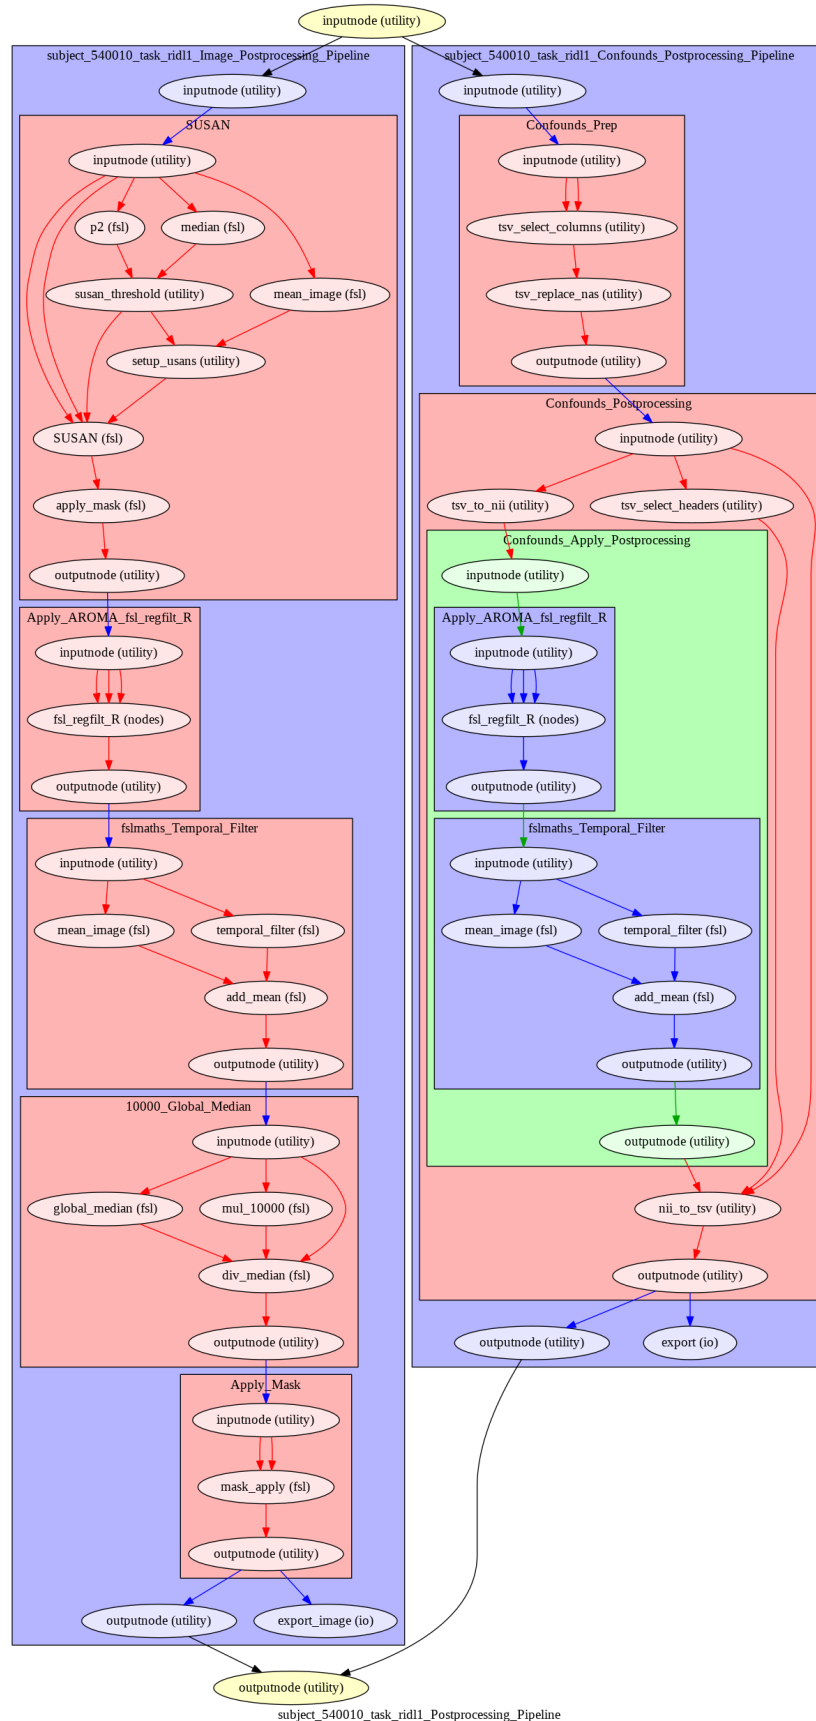 inputnode (utility)
subject_540010_task_ridl1_Image_Postprocessing_Pipeline
inputnode (utility)
SUSAN
inputnode (utility)
p2 (fsl)
median (fsl)
susan_threshold (utility)
mean_image (fsl)
setup_usans (utility)
SUSAN (fsl)
apply_mask (fsl)
outputnode (utility)
Apply_AROMA_fsl_regfilt_R
inputnode (utility)
fsl_regfilt_R (nodes)
outputnode (utility)
fslmaths_Temporal_Filter
inputnode (utility)
mean_image (fsl)
temporal_filter (fsl)
add_mean (fsl)
outputnode (utility)
10000_Global_Median
inputnode (utility)
global_median (fsl)
mul_10000 (fsl)
div_median (fsl)
outputnode (utility)
Apply_Mask
inputnode (utility)
mask_apply (fsl)
outputnode (utility)
outputnode (utility)
export_image (io)
subject_540010_task_ridl1_Confounds_Postprocessing_Pipeline
inputnode (utility)
Confounds_Prep
inputnode (utility)
tsv_select_columns (utility)
tsv_replace_nas (utility)
outputnode (utility)
Confounds_Postprocessing
inputnode (utility)
tsv_to_nii (utility)
tsv_select_headers (utility)
Confounds_Apply_Postprocessing
inputnode (utility)
Apply_AROMA_fsl_regfilt_R
inputnode (utility)
fsl_regfilt_R (nodes)
outputnode (utility)
fslmaths_Temporal_Filter
inputnode (utility)
mean_image (fsl)
temporal_filter (fsl)
add_mean (fsl)
outputnode (utility)
outputnode (utility)
nii_to_tsv (utility)
outputnode (utility)
outputnode (utility)
export (io)
outputnode (utility)
subject_540010_task_ridl1_Postprocessing_Pipeline